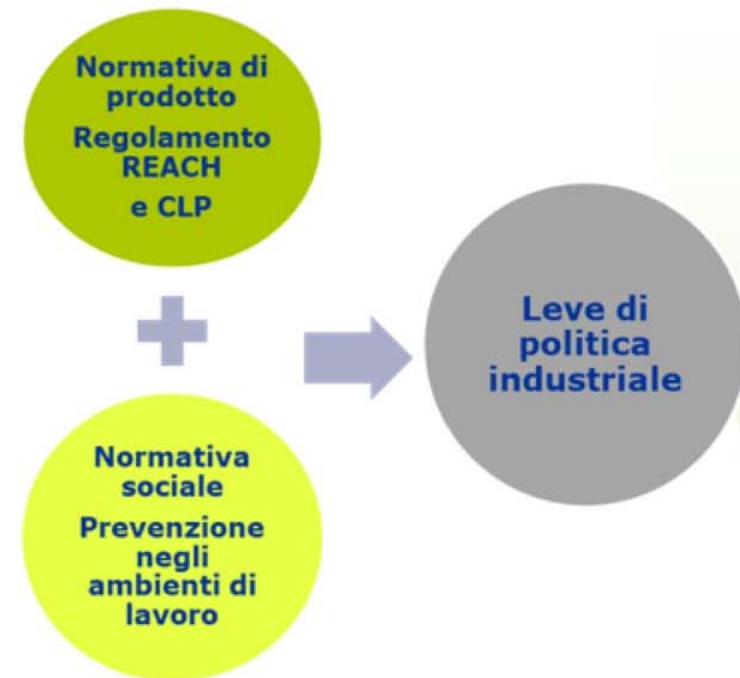 Normativa di
prodotto
Regolamento
REACH
e CLP
Leve di
politica
industriale
Normativa
sociale
Prevenzione
negli
ambienti di
lavoro